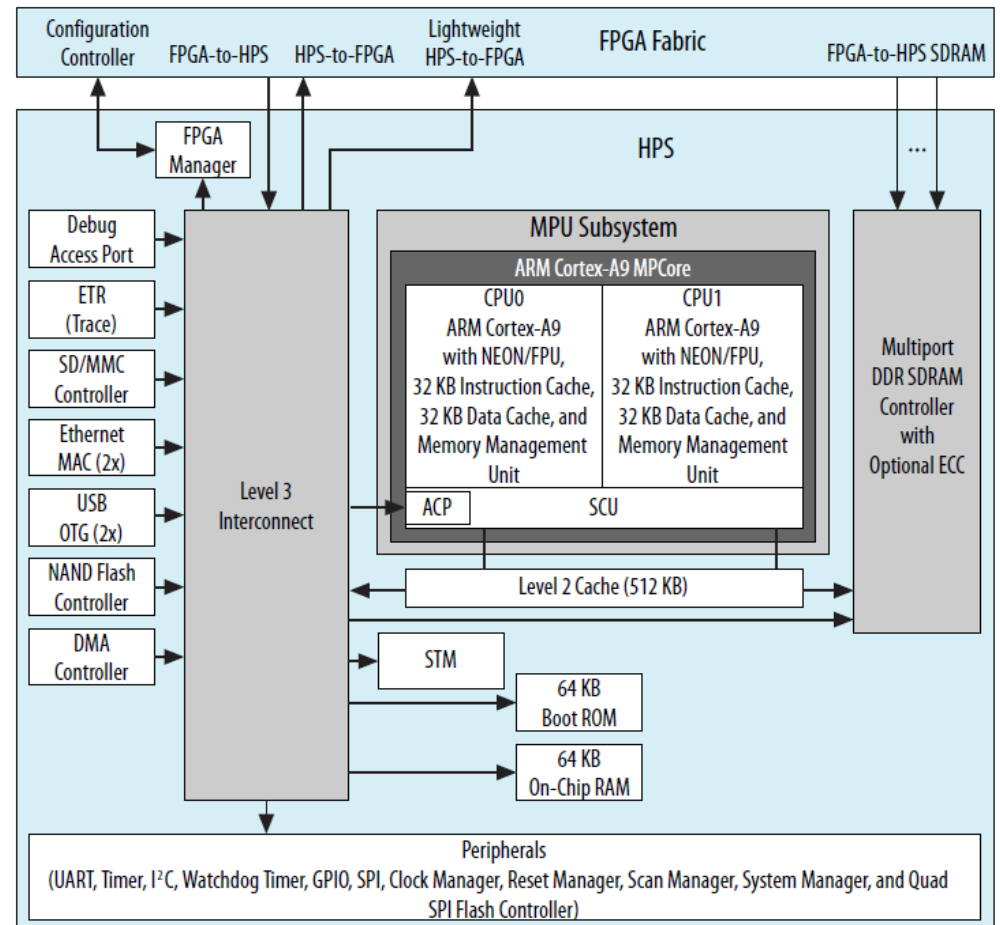 Configuration
Controller
FPGA-to-HPS
HPS-to-FPGA
Lightweight
HPS-to-FPGA
FPGA Fabric
FPGA-to-HPS SDRAM
FPGA
Manager
HPS
...
Debug
Access Port
ETR
(Trace)
SD/MMC
Controller
Ethernet
MAC (2x)
USB
OTG (2x)
NAND Flash
Controller
DMA
Controller
Level 3
Interconnect
MPU Subsystem
ARM Cortex-A9 MPCore
CPU0
ARM Cortex-A9
with NEON/FPU,
32 KB Instruction Cache,
32 KB Data Cache, and
Memory Management
Unit
CPU1
ARM Cortex-A9
with NEON/FPU,
32 KB Instruction Cache,
32 KB Data Cache, and
Memory Management
Unit
ACP
SCU
Level 2 Cache (512 KB)
Multiport
DDR SDRAM
Controller
with
Optional ECC
STM
64 KB
Boot ROM
64 KB
On-Chip RAM
Peripherals
(UART, Timer, I²C, Watchdog Timer, GPIO, SPI, Clock Manager, Reset Manager, Scan Manager, System Manager, and Quad
SPI Flash Controller)